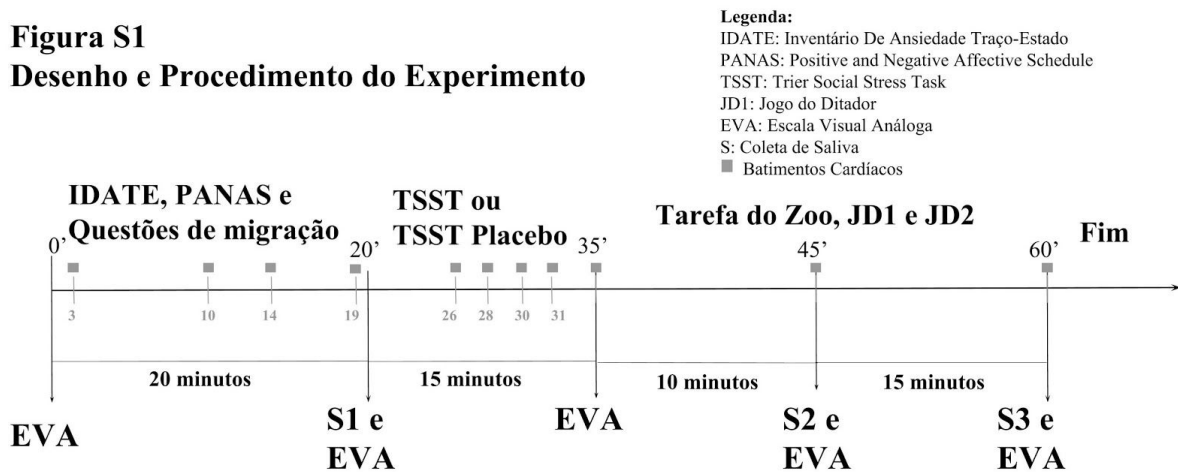 Figura S1
Desenho e Procedimento do Experimento
Legenda:
IDATE: Inventário De Ansiedade Traço-Estado
PANAS: Positive and Negative Affective Schedule
TSST: Trier Social Stress Task
JD1: Jogo do Ditador
EVA: Escala Visual Análoga
S: Coleta de Saliva
Batimentos Cardíacos
IDATE, PANAS e
Questões de migração
TSST ou
TSST Placebo
Tarefa do Zoo, JD1 e JD2
Fim
0’
20’
35’
45’
60’
3
10
14
19
26
28
30
31
20 minutos
15 minutos
10 minutos
15 minutos
EVA
S1 e
EVA
EVA
S2 e
EVA
S3 e
EVA